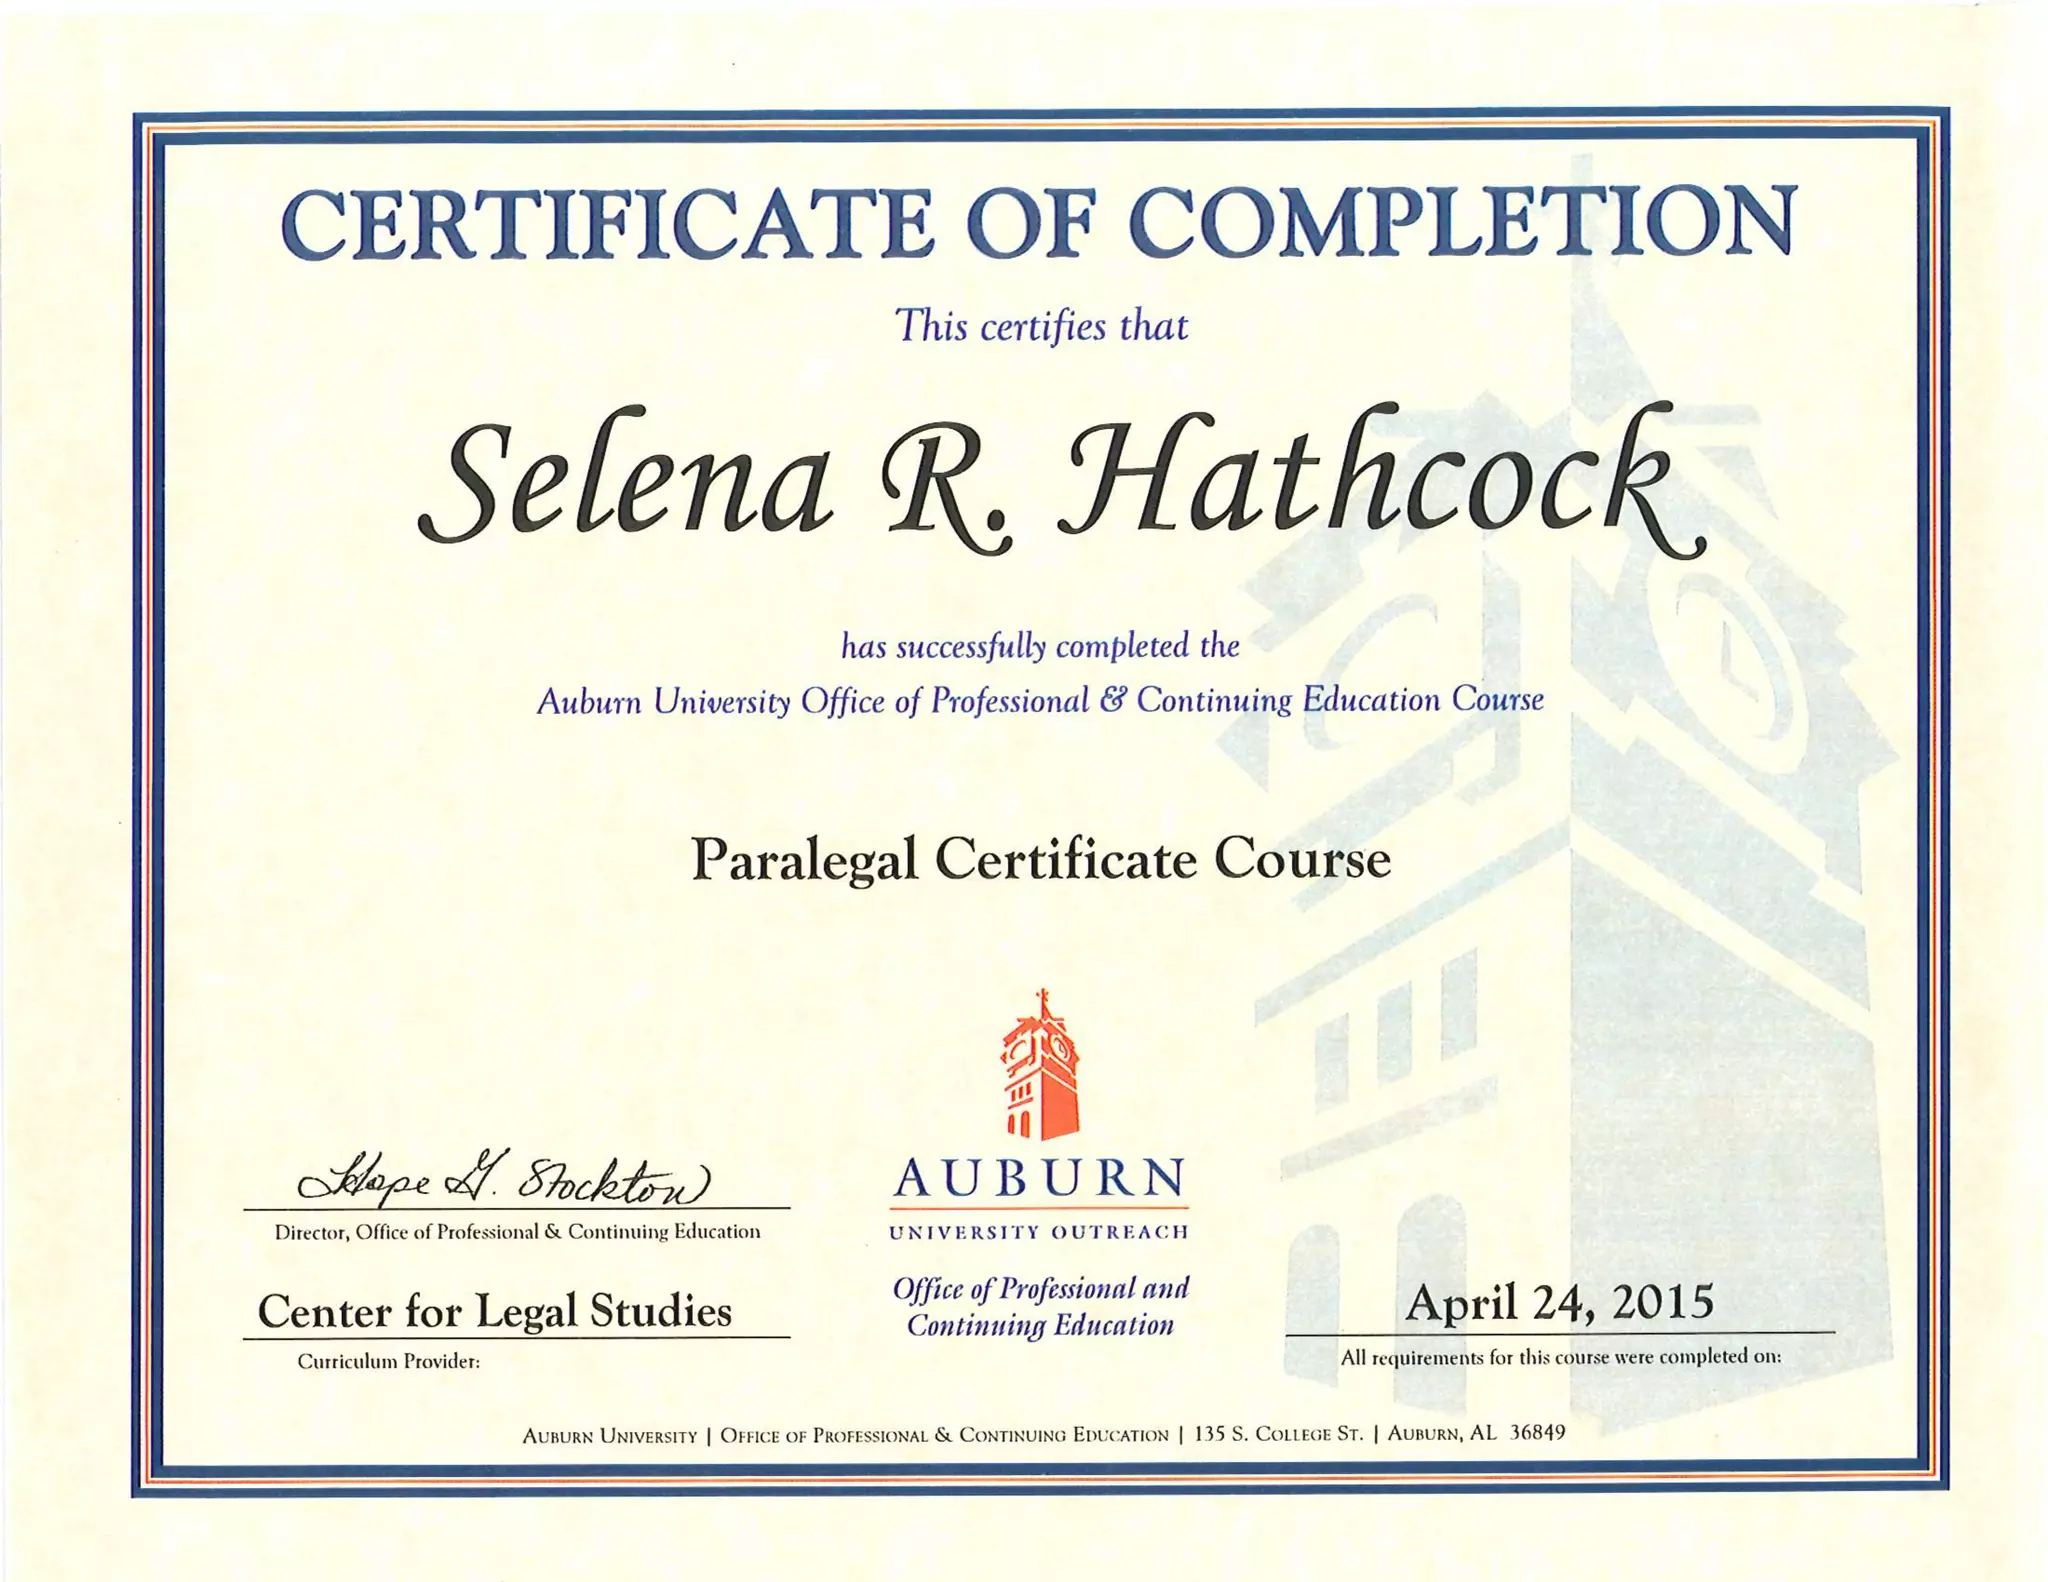 CERTIFICATE OF COMPLETION
This certifies that
Selena R. Hathcock
has successfully completed the
Auburn University Office of Professional & Continuing Education Course
Paralegal Certificate Course
Hope H. Stockton
Director, Office of Professional & Continuing Education
Center for Legal Studies
Curriculum Provider:
AUBURN
UNIVERSITY OUTREACH
Office of Professional and
Continuing Education
April 24, 2015
All requirements for this course were completed on:
AUBURN UNIVERSITY | OFFICE OF PROFESSIONAL & CONTINUING EDUCATION | 135 S. COLLEGE ST. | AUBURN, AL 36849